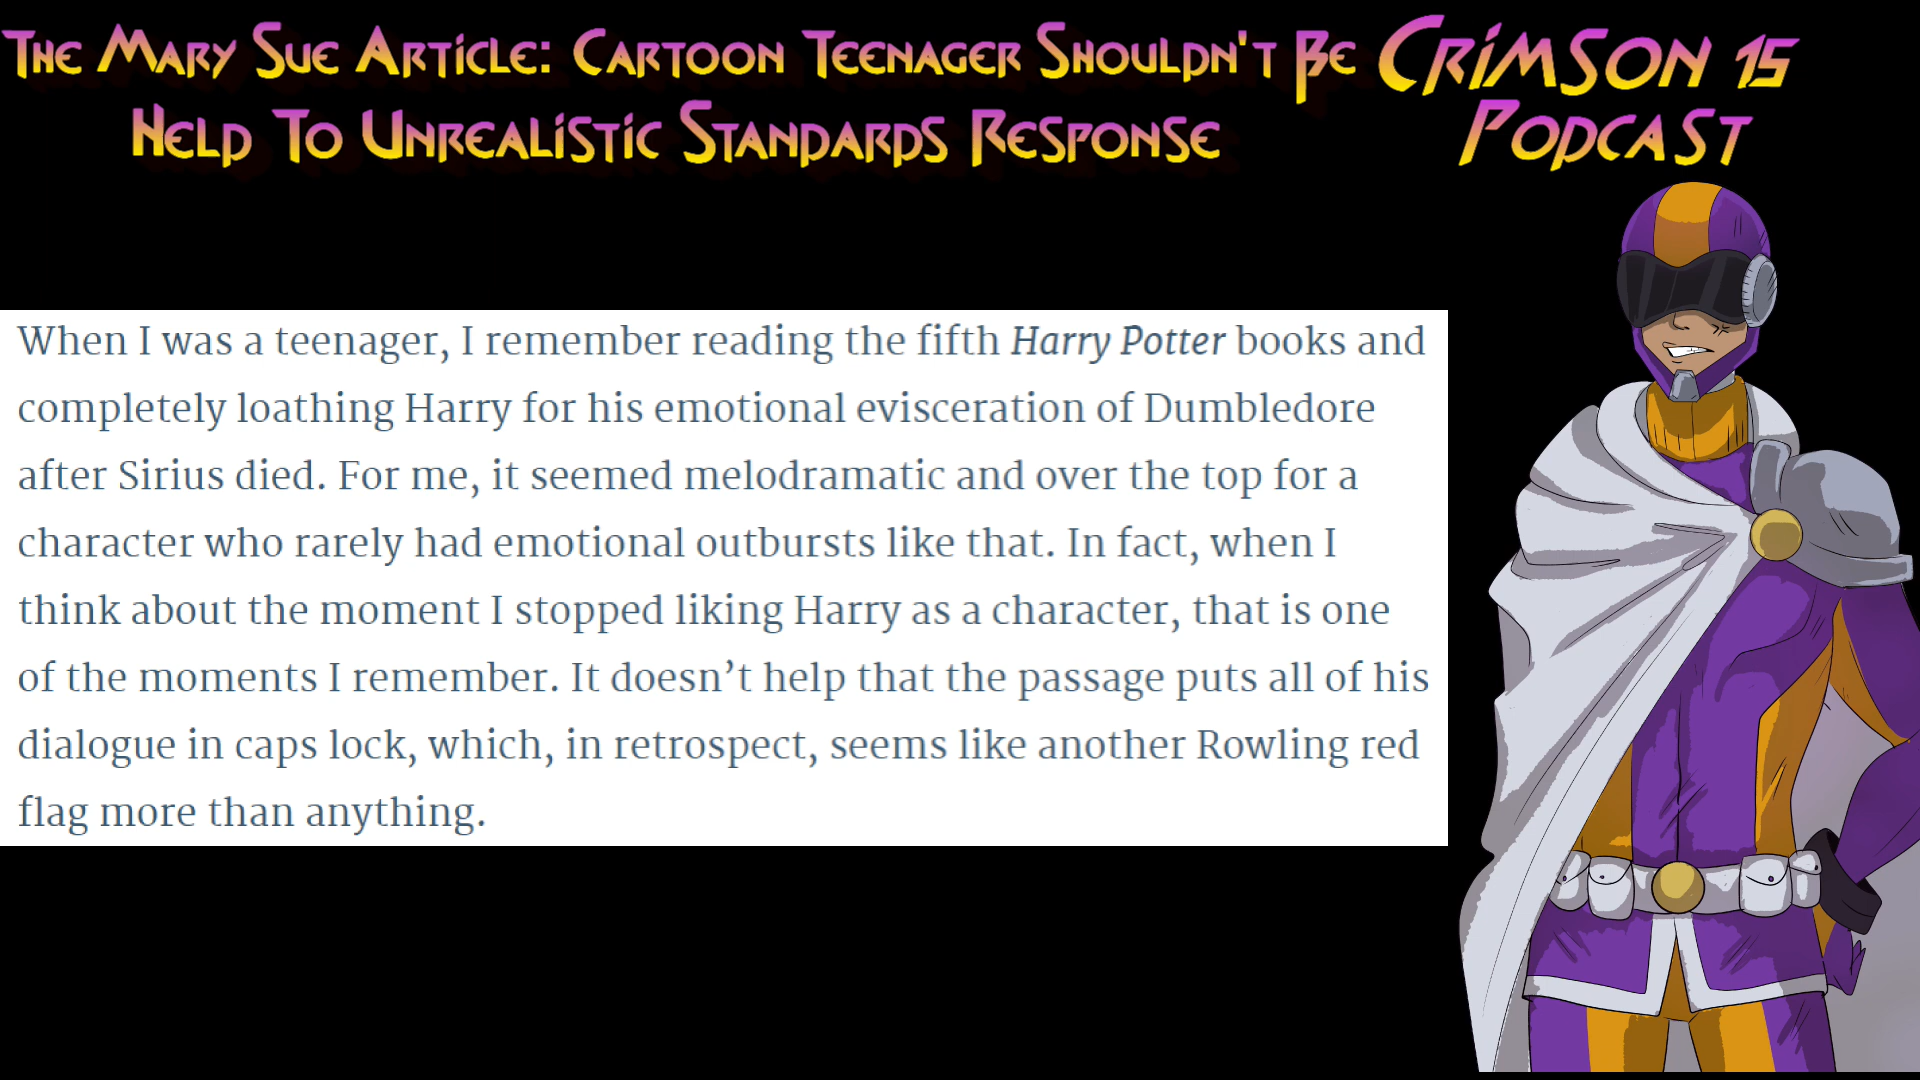 The Mary Sue Article: Cartoon Teenager Shouldn't Be
Help To Unrealistic Standards Response
Crimson 15
Podcast
When I was a teenager, I remember reading the fifth Harry Potter books and
completely loathing Harry for his emotional evisceration of Dumbledore
after Sirius died. For me, it seemed melodramatic and over the top for a
character who rarely had emotional outbursts like that. In fact, when I
think about the moment I stopped liking Harry as a character, that is one
of the moments I remember. It doesn’t help that the passage puts all of his
dialogue in caps lock, which, in retrospect, seems like another Rowling red
flag more than anything.